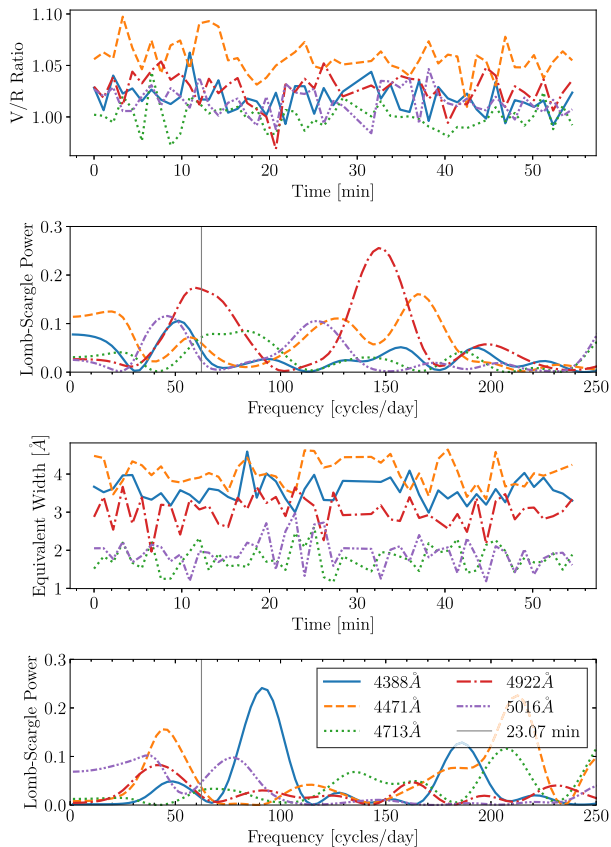 1.10
1.05
1.00
V/R Ratio
0 10 20 30 40 50
Time [min]
0.3
0.2
0.1
0.0
Lomb-Scargle Power
0 50 100 150 200 250
Frequency [cycles/day]
4
3
2
1
Equivalent Width [Å]
0 10 20 30 40 50
Time [min]
0.3
0.2
0.1
0.0
Lomb-Scargle Power
4388Å 4922Å
4471Å 5016Å
4713Å 23.07 min
0 50 100 150 200 250
Frequency [cycles/day]